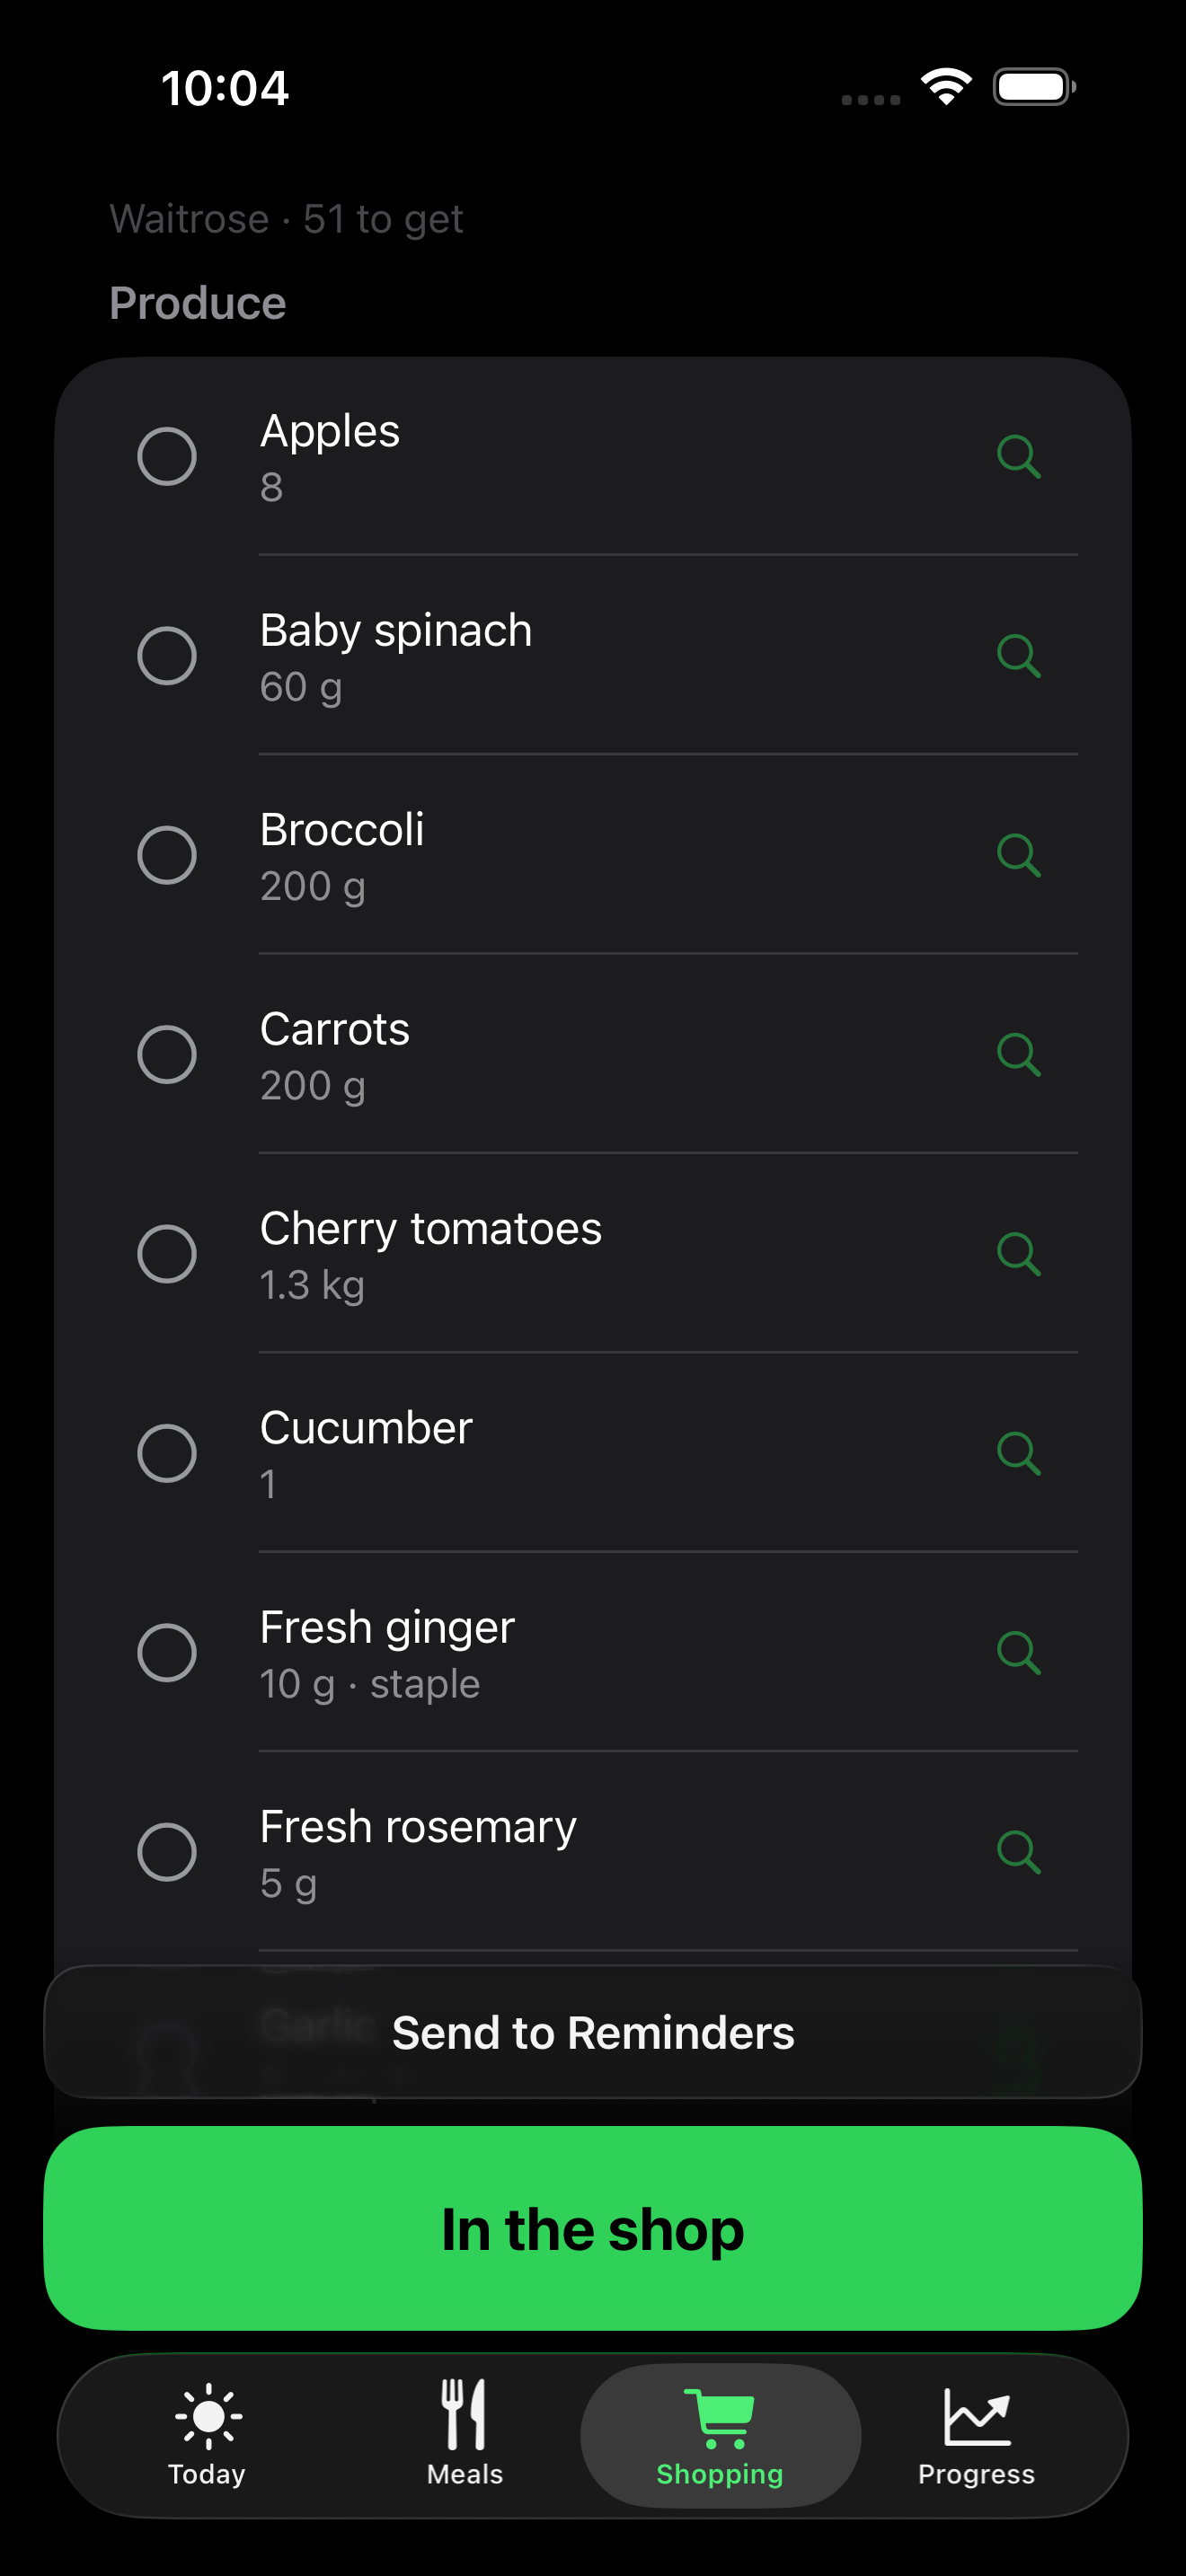 10:04
Waitrose · 51 to get
Produce
Apples
8
Baby spinach
60 g
Broccoli
200 g
Carrots
200 g
Cherry tomatoes
1.3 kg
Cucumber
1
Fresh ginger
10 g · staple
Fresh rosemary
5 g
Garlic
Send to Reminders
In the shop
Today
Meals
Shopping
Progress